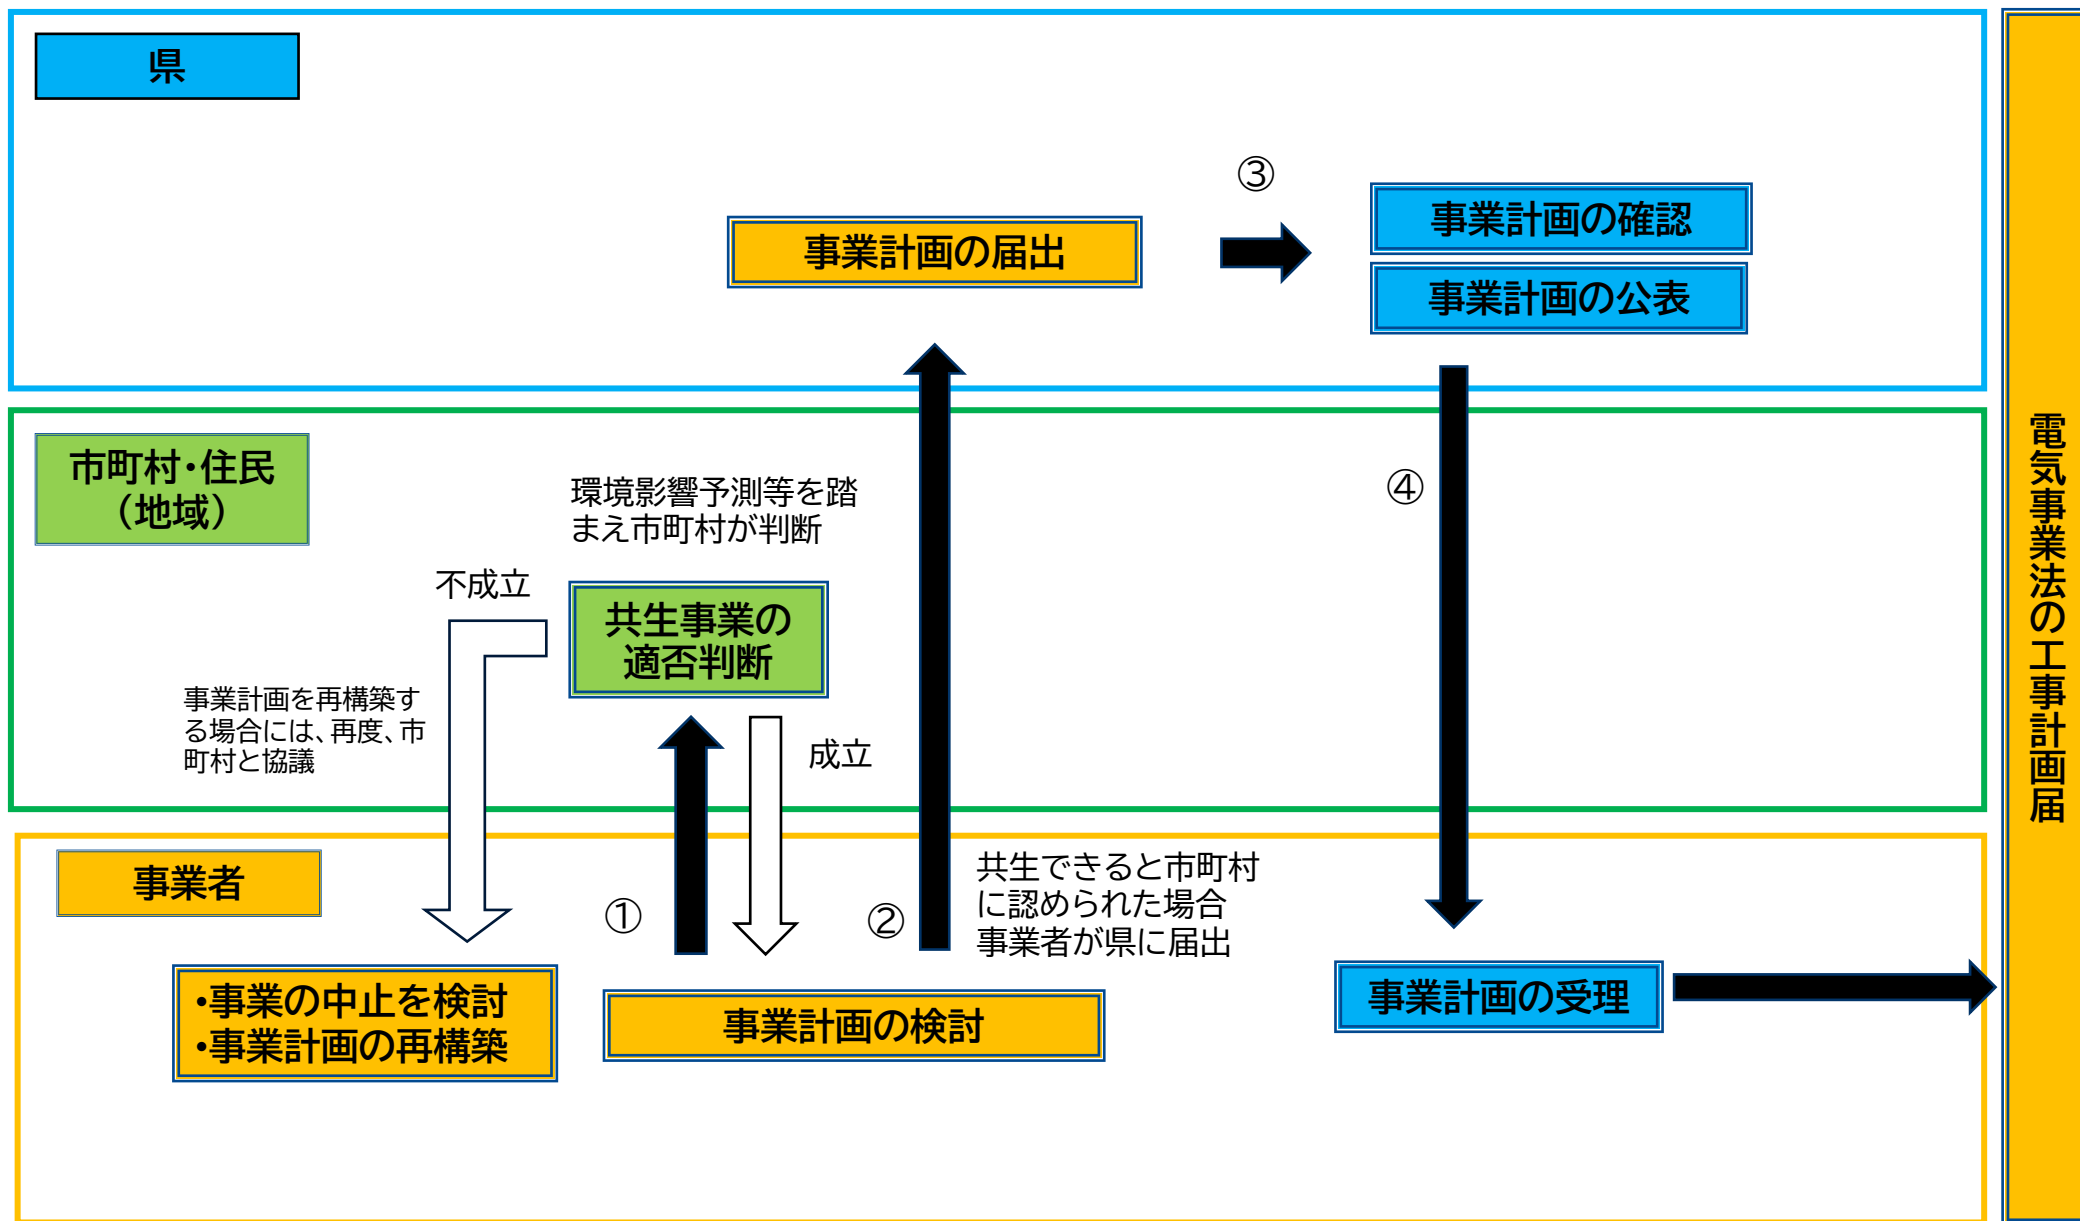 県
③
事業計画の届出
事業計画の確認
事業計画の公表
市町村・住民
（地域）
環境影響予測等を踏
まえ市町村が判断
④
不成立
共生事業の
適否判断
事業計画を再構築す
る場合には、再度、市
町村と協議
成立
事業者
①
②
共生できると市町村
に認められた場合
事業者が県に届出
・事業の中止を検討
・事業計画の再構築
事業計画の検討
事業計画の受理
電気事業法の工事計画届